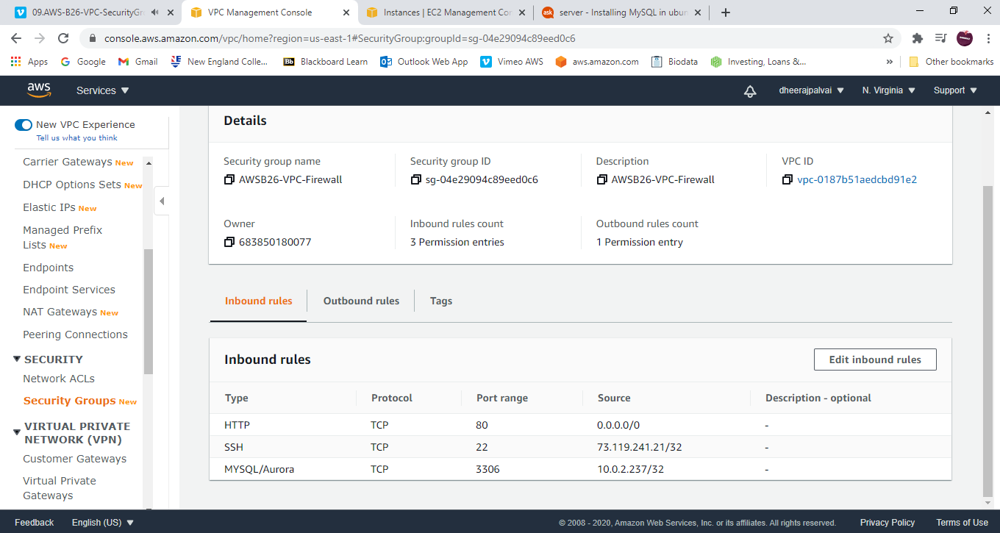 09.AWS-B26-VPC-SecurityGr
VPC Management Console
Instances | EC2 Management Cor
ask
server - Installing MySQL in ubun
console.aws.amazon.com/vpc/home?region=us-east-1#SecurityGroup:groupId=sg-04e29094c89eed0c6
Apps
Google
Gmail
New England Colle...
Bb
Blackboard Learn
Outlook Web App
Vimeo AWS
aws.amazon.com
Biodata
Investing, Loans &...
»
Other bookmarks
aws
Services
dheerajpalvai
N. Virginia
Support
New VPC Experience
Tell us what you think
Carrier Gateways New
DHCP Options Sets New
Elastic IPs New
Managed Prefix
Lists New
Endpoints
Endpoint Services
NAT Gateways New
Peering Connections
SECURITY
Network ACLs
Security Groups New
VIRTUAL PRIVATE
NETWORK (VPN)
Customer Gateways
Virtual Private
Gateways
Details
Security group name
AWSB26-VPC-Firewall
Security group ID
sg-04e29094c89eed0c6
Description
AWSB26-VPC-Firewall
VPC ID
vpc-0187b51aedcbd91e2
Owner
683850180077
Inbound rules count
3 Permission entries
Outbound rules count
1 Permission entry
Inbound rules
Outbound rules
Tags
Inbound rules
Edit inbound rules
Type Protocol Port range Source Description - optional
HTTP TCP 80 0.0.0.0/0 -
SSH TCP 22 73.119.241.21/32 -
MYSQL/Aurora TCP 3306 10.0.2.237/32 -
Feedback
English (US)
© 2008 - 2020, Amazon Web Services, Inc. or its affiliates. All rights reserved.
Privacy Policy
Terms of Use